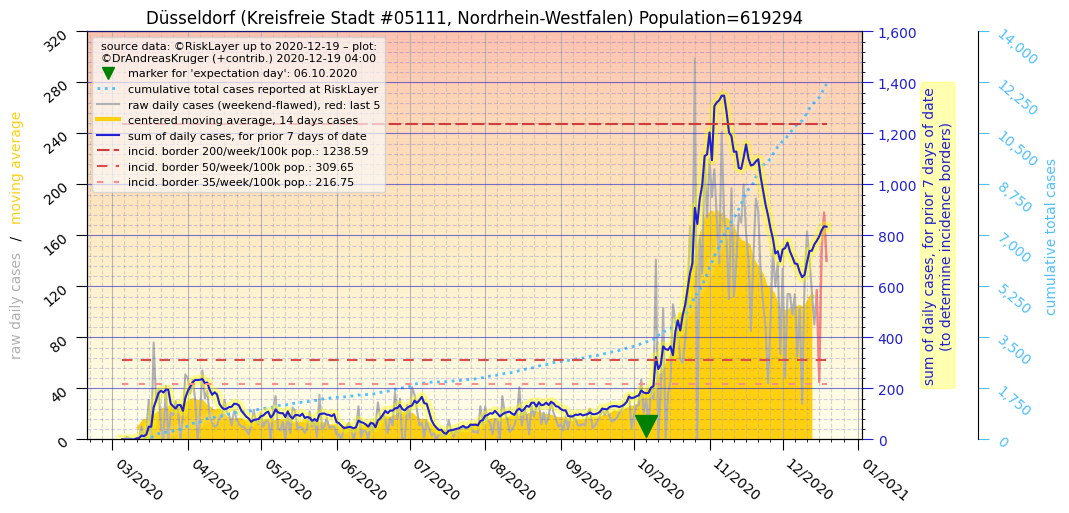 Düsseldorf (Kreisfreie Stadt #05111, Nordrhein-Westfalen) Population=619294
source data: ©RiskLayer up to 2020-12-19 – plot:
©DrAndreasKruger (+contrib.) 2020-12-19 04:00
marker for 'expectation day': 06.10.2020
cumulative total cases reported at RiskLayer
raw daily cases (weekend-flawed), red: last 5
centered moving average, 14 days cases
sum of daily cases, for prior 7 days of date
incid. border 200/week/100k pop.: 1238.59
incid. border 50/week/100k pop.: 309.65
incid. border 35/week/100k pop.: 216.75
raw daily cases / moving average
320
280
240
200
160
120
80
40
0
1,600
1,400
1,200
1,000
800
600
400
200
0
sum of daily cases, for prior 7 days of date
(to determine incidence borders)
14,000
12,250
10,500
8,750
7,000
5,250
3,500
1,750
0
cumulative total cases
03/2020
04/2020
05/2020
06/2020
07/2020
08/2020
09/2020
10/2020
11/2020
12/2020
01/2021